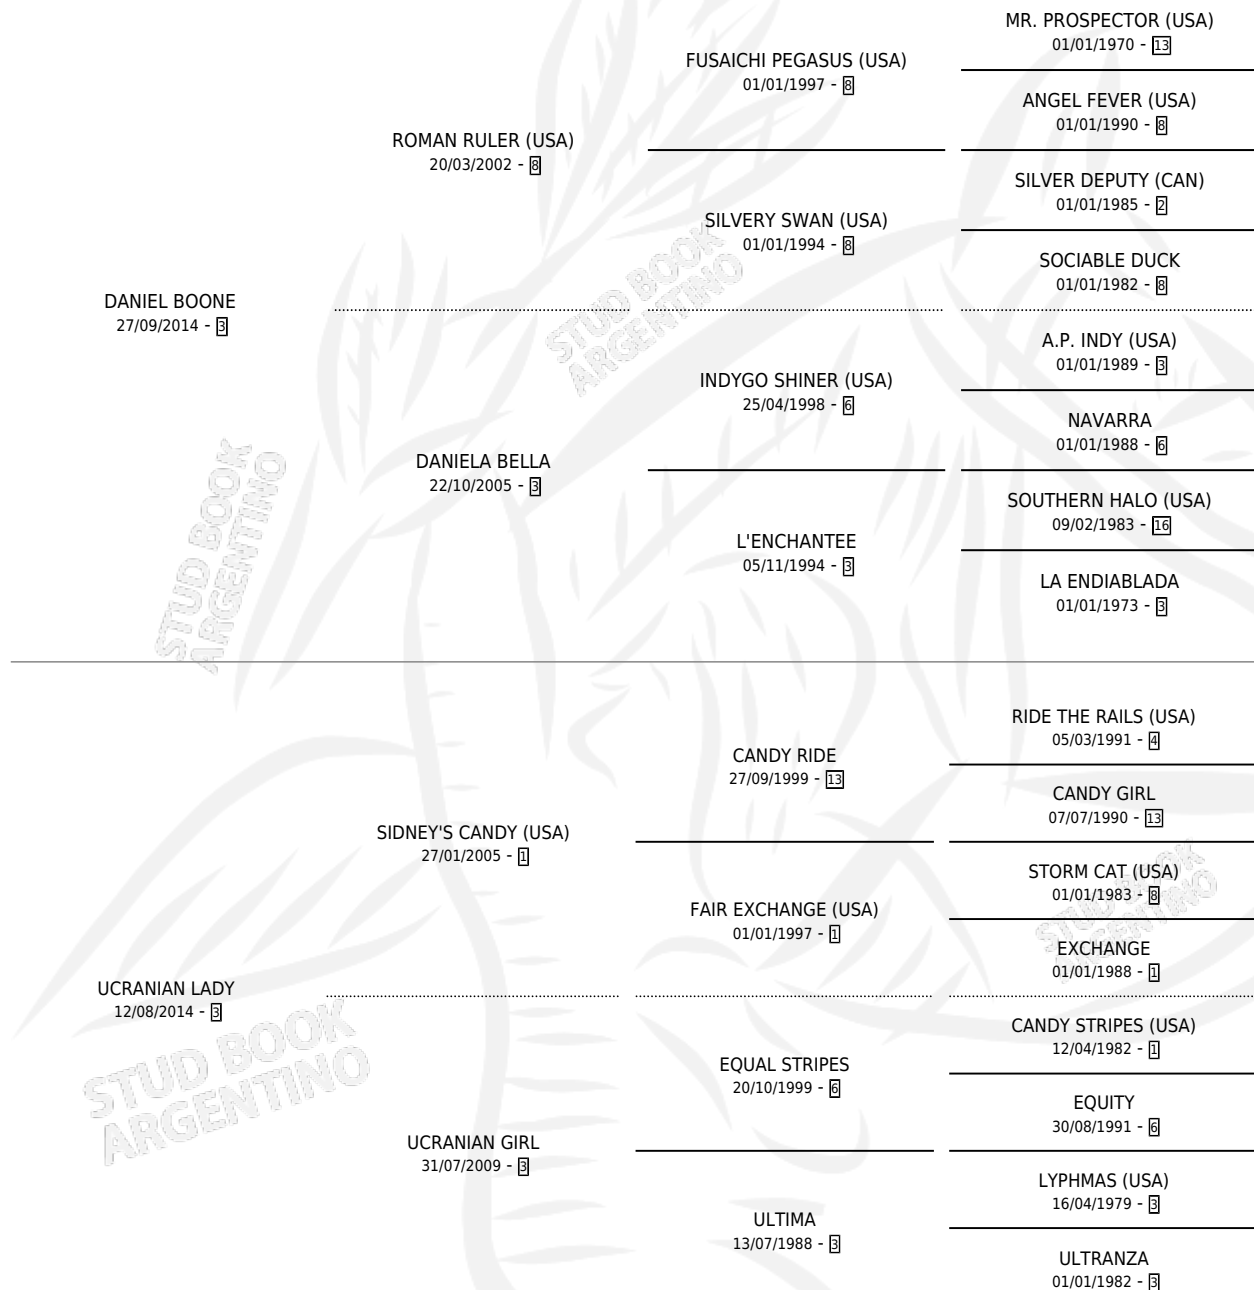 MR. PROSPECTOR (USA)
01/01/1970 - 13
FUSAICHI PEGASUS (USA)
01/01/1997 - 8
ANGEL FEVER (USA)
01/01/1990 - 8
ROMAN RULER (USA)
20/03/2002 - 8
SILVER DEPUTY (CAN)
01/01/1985 - 2
SILVERY SWAN (USA)
01/01/1994 - 8
SOCIABLE DUCK
01/01/1982 - 8
DANIEL BOONE
27/09/2014 - 3
A.P. INDY (USA)
01/01/1989 - 3
INDYGO SHINER (USA)
25/04/1998 - 6
NAVARRA
01/01/1988 - 6
DANIELA BELLA
22/10/2005 - 3
SOUTHERN HALO (USA)
09/02/1983 - 16
L'ENCHANTEE
05/11/1994 - 3
LA ENDIABLADA
01/01/1973 - 3
STUD BOOK
ARGENTINO
STUD BOOK
ARGENTINO
RIDE THE RAILS (USA)
05/03/1991 - 4
CANDY RIDE
27/09/1999 - 13
CANDY GIRL
07/07/1990 - 13
SIDNEY'S CANDY (USA)
27/01/2005 - 1
STORM CAT (USA)
01/01/1983 - 8
FAIR EXCHANGE (USA)
01/01/1997 - 1
EXCHANGE
01/01/1988 - 1
UCRANIAN LADY
12/08/2014 - 3
CANDY STRIPES (USA)
12/04/1982 - 1
EQUAL STRIPES
20/10/1999 - 6
EQUITY
30/08/1991 - 6
UCRANIAN GIRL
31/07/2009 - 3
LYPHMAS (USA)
16/04/1979 - 3
ULTIMA
13/07/1988 - 3
ULTRANZA
01/01/1982 - 3
STUD BOOK
ARGENTINO
STUD BOOK
ARGENTINO